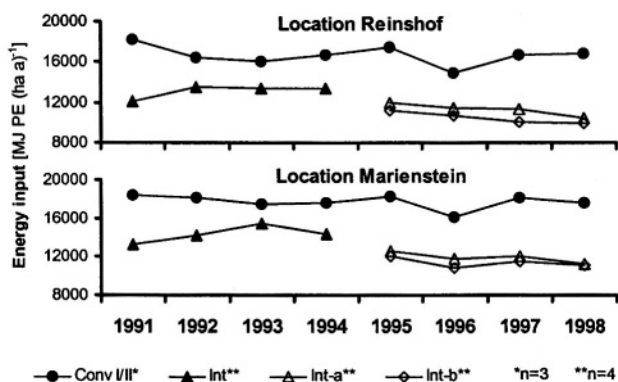 Location Reinshof
20000
16000
12000
8000
Energy input [MJ PE (ha a)⁻¹]
Location Marienstein
20000
16000
12000
8000
1991 1992 1993 1994 1995 1996 1997 1998
Conv I/II* Int** Int-a** Int-b** *n=3 **n=4